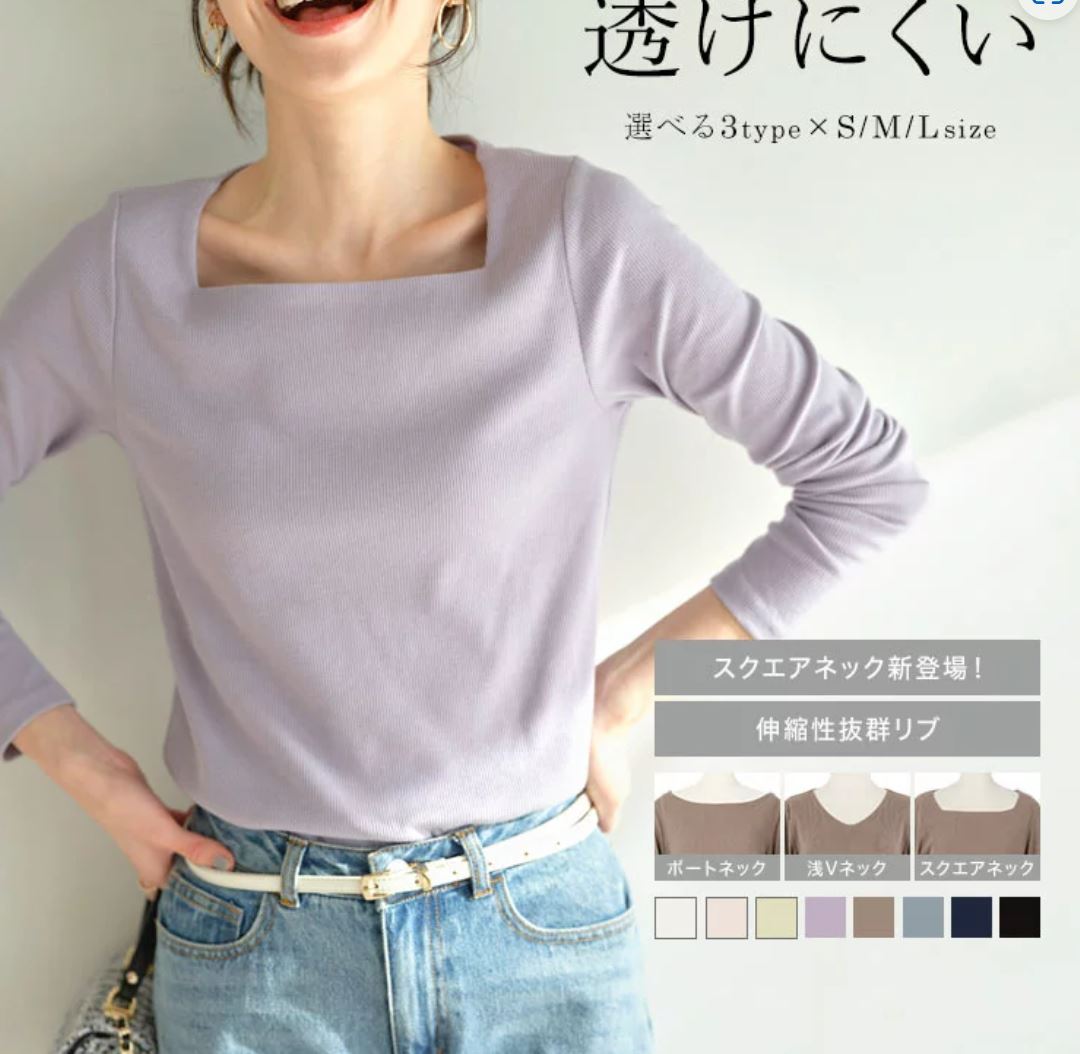 透けにくい
選べる3type×S/M/Lsize
スクエアネック新登場！
伸縮性抜群リブ
ボートネック
浅Vネック
スクエアネック